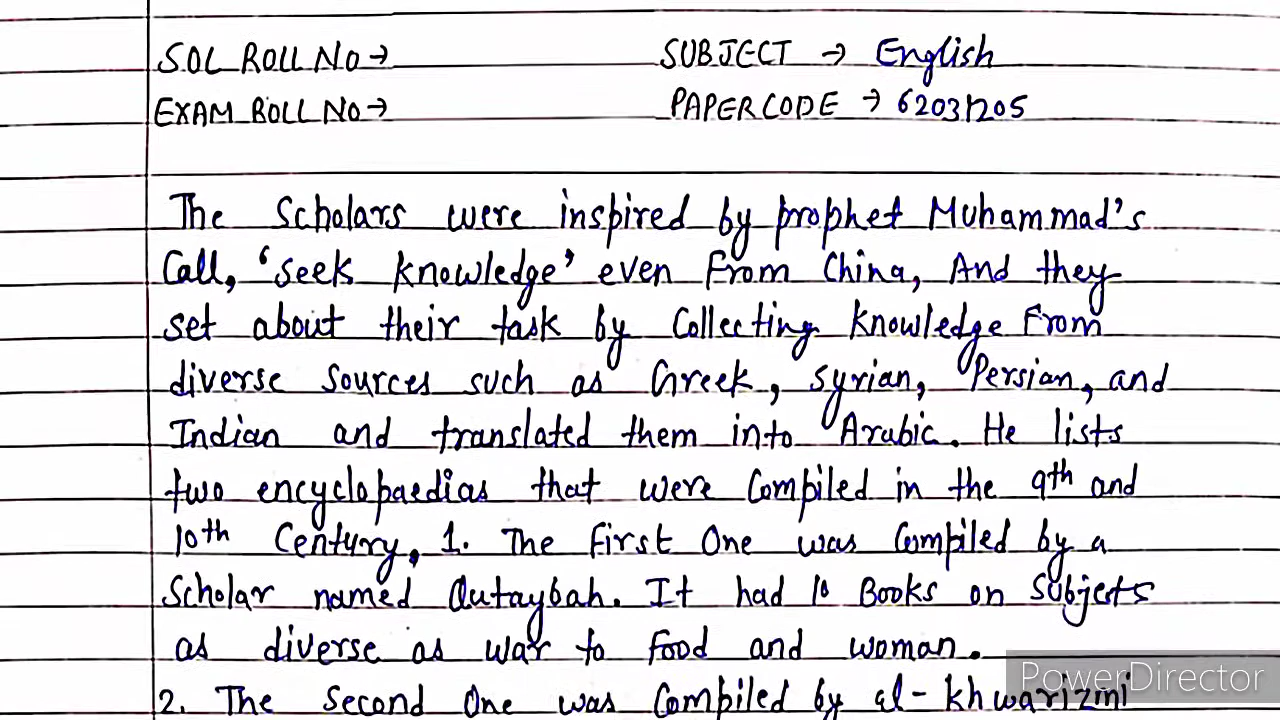 S.O.L ROLL NO → SUBJECT → English
EXAM ROLL NO → PAPER CODE → 62031205
The Scholars were inspired by prophet Muhammad's
Call, 'seek knowledge' even From China, And they
set about their task by Collecting knowledge From
diverse sources such as Greek, Syrian, Persian, and
Indian and translated them into Arabic. He lists
two encyclopaedias that were Compiled in the 9th and
10th Century, 1. The First One was Compiled by a
Scholar named Qutaybah. It had 10 Books on Subjects
as diverse as war to Food and woman.
2. The Second One was Compiled by al-khwarizmi
PowerDirector